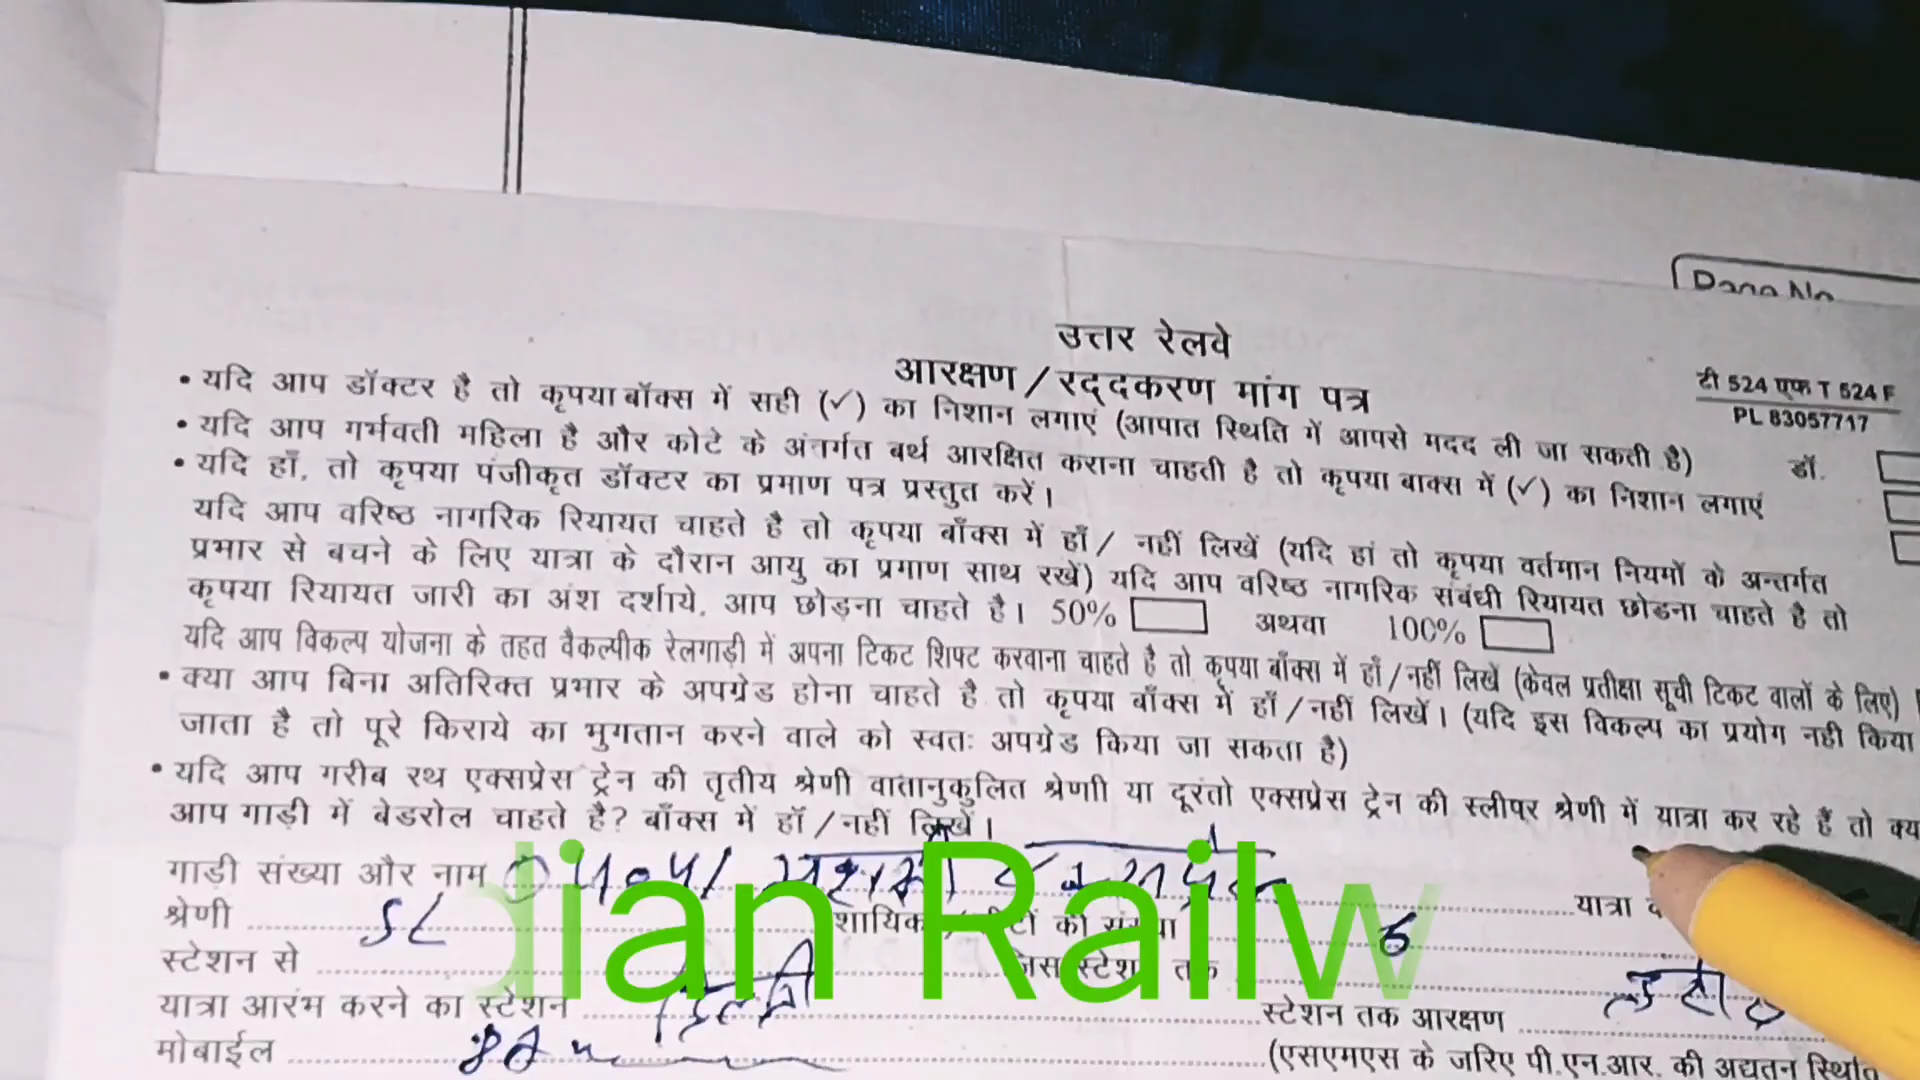 Page No.
उत्तर रेलवे
आरक्षण / रद्दकरण मांग पत्र
टी 524 एफ T 524 F
PL 83057717
• यदि आप डॉक्टर है तो कृपया बॉक्स में सही (✓) का निशान लगाएं (आपात स्थिति में आपसे मदद ली जा सकती है) डॉ.
• यदि आप गर्भवती महिला है और कोटे के अंतर्गत बर्थ आरक्षित कराना चाहती है तो कृपया बाक्स में (✓) का निशान लगाएं
• यदि हाँ, तो कृपया पंजीकृत डॉक्टर का प्रमाण पत्र प्रस्तुत करें।
यदि आप वरिष्ठ नागरिक रियायत चाहते है तो कृपया बाँक्स में हाँ / नहीं लिखें (यदि हां तो कृपया वर्तमान नियमों के अन्तर्गत
प्रभार से बचने के लिए यात्रा के दौरान आयु का प्रमाण साथ रखें) यदि आप वरिष्ठ नागरिक संबंधी रियायत छोडना चाहते है तो
कृपया रियायत जारी का अंश दर्शाये, आप छोड़ना चाहते है। 50% अथवा 100%
यदि आप विकल्प योजना के तहत वैकल्पीक रेलगाड़ी में अपना टिकट शिफ्ट करवाना चाहते है तो कृपया बाँक्स में हाँ / नहीं लिखें (केवल प्रतीक्षा सूची टिकट वालों के लिए)
• क्या आप बिना अतिरिक्त प्रभार के अपग्रेड होना चाहते है तो कृपया बाँक्स में हाँ / नहीं लिखें। (यदि इस विकल्प का प्रयोग नही किया
जाता है तो पूरे किराये का भुगतान करने वाले को स्वतः अपग्रेड किया जा सकता है)
• यदि आप गरीब रथ एक्सप्रेस ट्रेन की तृतीय श्रेणी वातानुकुलित श्रेणाी या दूरंतो एक्सप्रेस ट्रेन की स्लीपर श्रेणी में यात्रा कर रहे हैं तो क्य
आप गाड़ी में बेडरोल चाहते है? बाँक्स में हाँ / नहीं लिखें।
गाड़ी संख्या और नाम यात्रा
श्रेणी SL की संख्या 6
dian Railw
स्टेशन से जिस स्टेशन तक
यात्रा आरंभ करने का स्टेशन स्टेशन तक आरक्षण
मोबाईल (एसएमएस के जरिए पी.एन.आर. की अद्यतन स्थिति